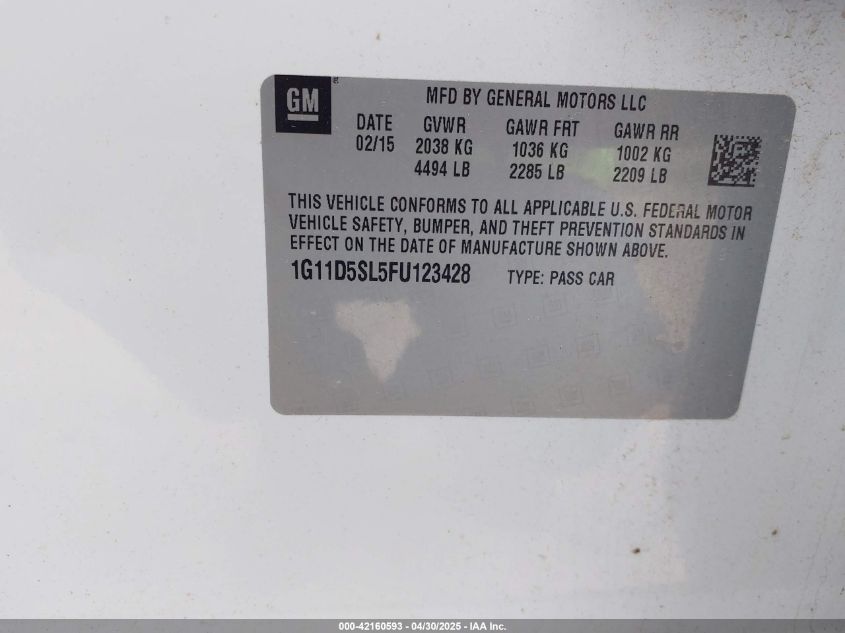 GM ®
MFD BY GENERAL MOTORS LLC
DATE GVWR GAWR FRT GAWR RR
02/15 2038 KG 1036 KG 1002 KG
4494 LB 2285 LB 2209 LB
THIS VEHICLE CONFORMS TO ALL APPLICABLE U.S. FEDERAL MOTOR
VEHICLE SAFETY, BUMPER, AND THEFT PREVENTION STANDARDS IN
EFFECT ON THE DATE OF MANUFACTURE SHOWN ABOVE.
1G11D5SL5FU123428 TYPE: PASS CAR
000-42160593 - 04/30/2025 - IAA Inc.